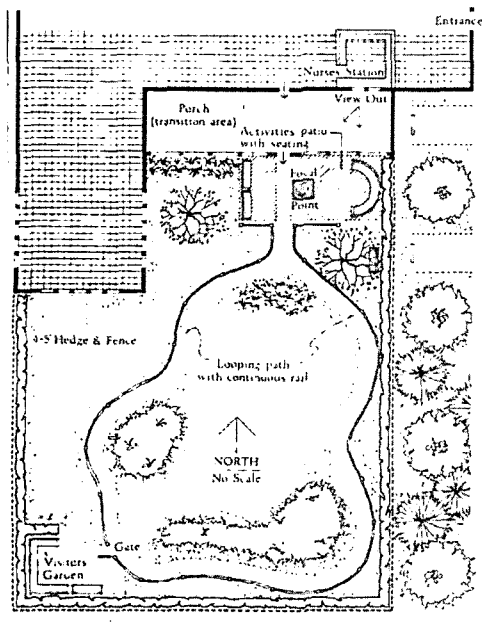 Entrance
Nurses Station
View Out
Porch
(transition area)
Activities patio
with seating
Focal
Point
4-5' Hedge & Fence
Looping path
with continuous rail
NORTH
No Scale
Gate
Visitors
Garden